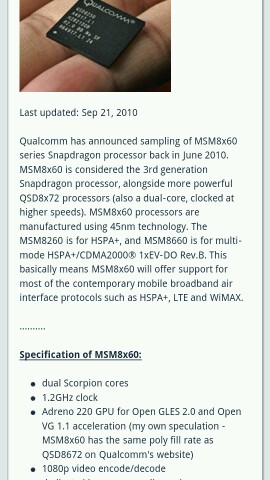 QUALCOMM
Last updated: Sep 21, 2010
Qualcomm has announced sampling of MSM8x60
series Snapdragon processor back in June 2010.
MSM8x60 is considered the 3rd generation
Snapdragon processor, alongside more powerful
QSD8x72 processors (also a dual-core, clocked at
higher speeds). MSM8x60 processors are
manufactured using 45nm technology. The
MSM8260 is for HSPA+, and MSM8660 is for multi-
mode HSPA+/CDMA2000® 1xEV-DO Rev.B. This
basically means MSM8x60 will offer support for
most of the contemporary mobile broadband air
interface protocols such as HSPA+, LTE and WiMAX.
..........
Specification of MSM8x60:
● dual Scorpion cores
● 1.2GHz clock
● Adreno 220 GPU for Open GLES 2.0 and Open
VG 1.1 acceleration (my own speculation -
MSM8x60 has the same poly fill rate as
QSD8672 on Qualcomm's website)
● 1080p video encode/decode